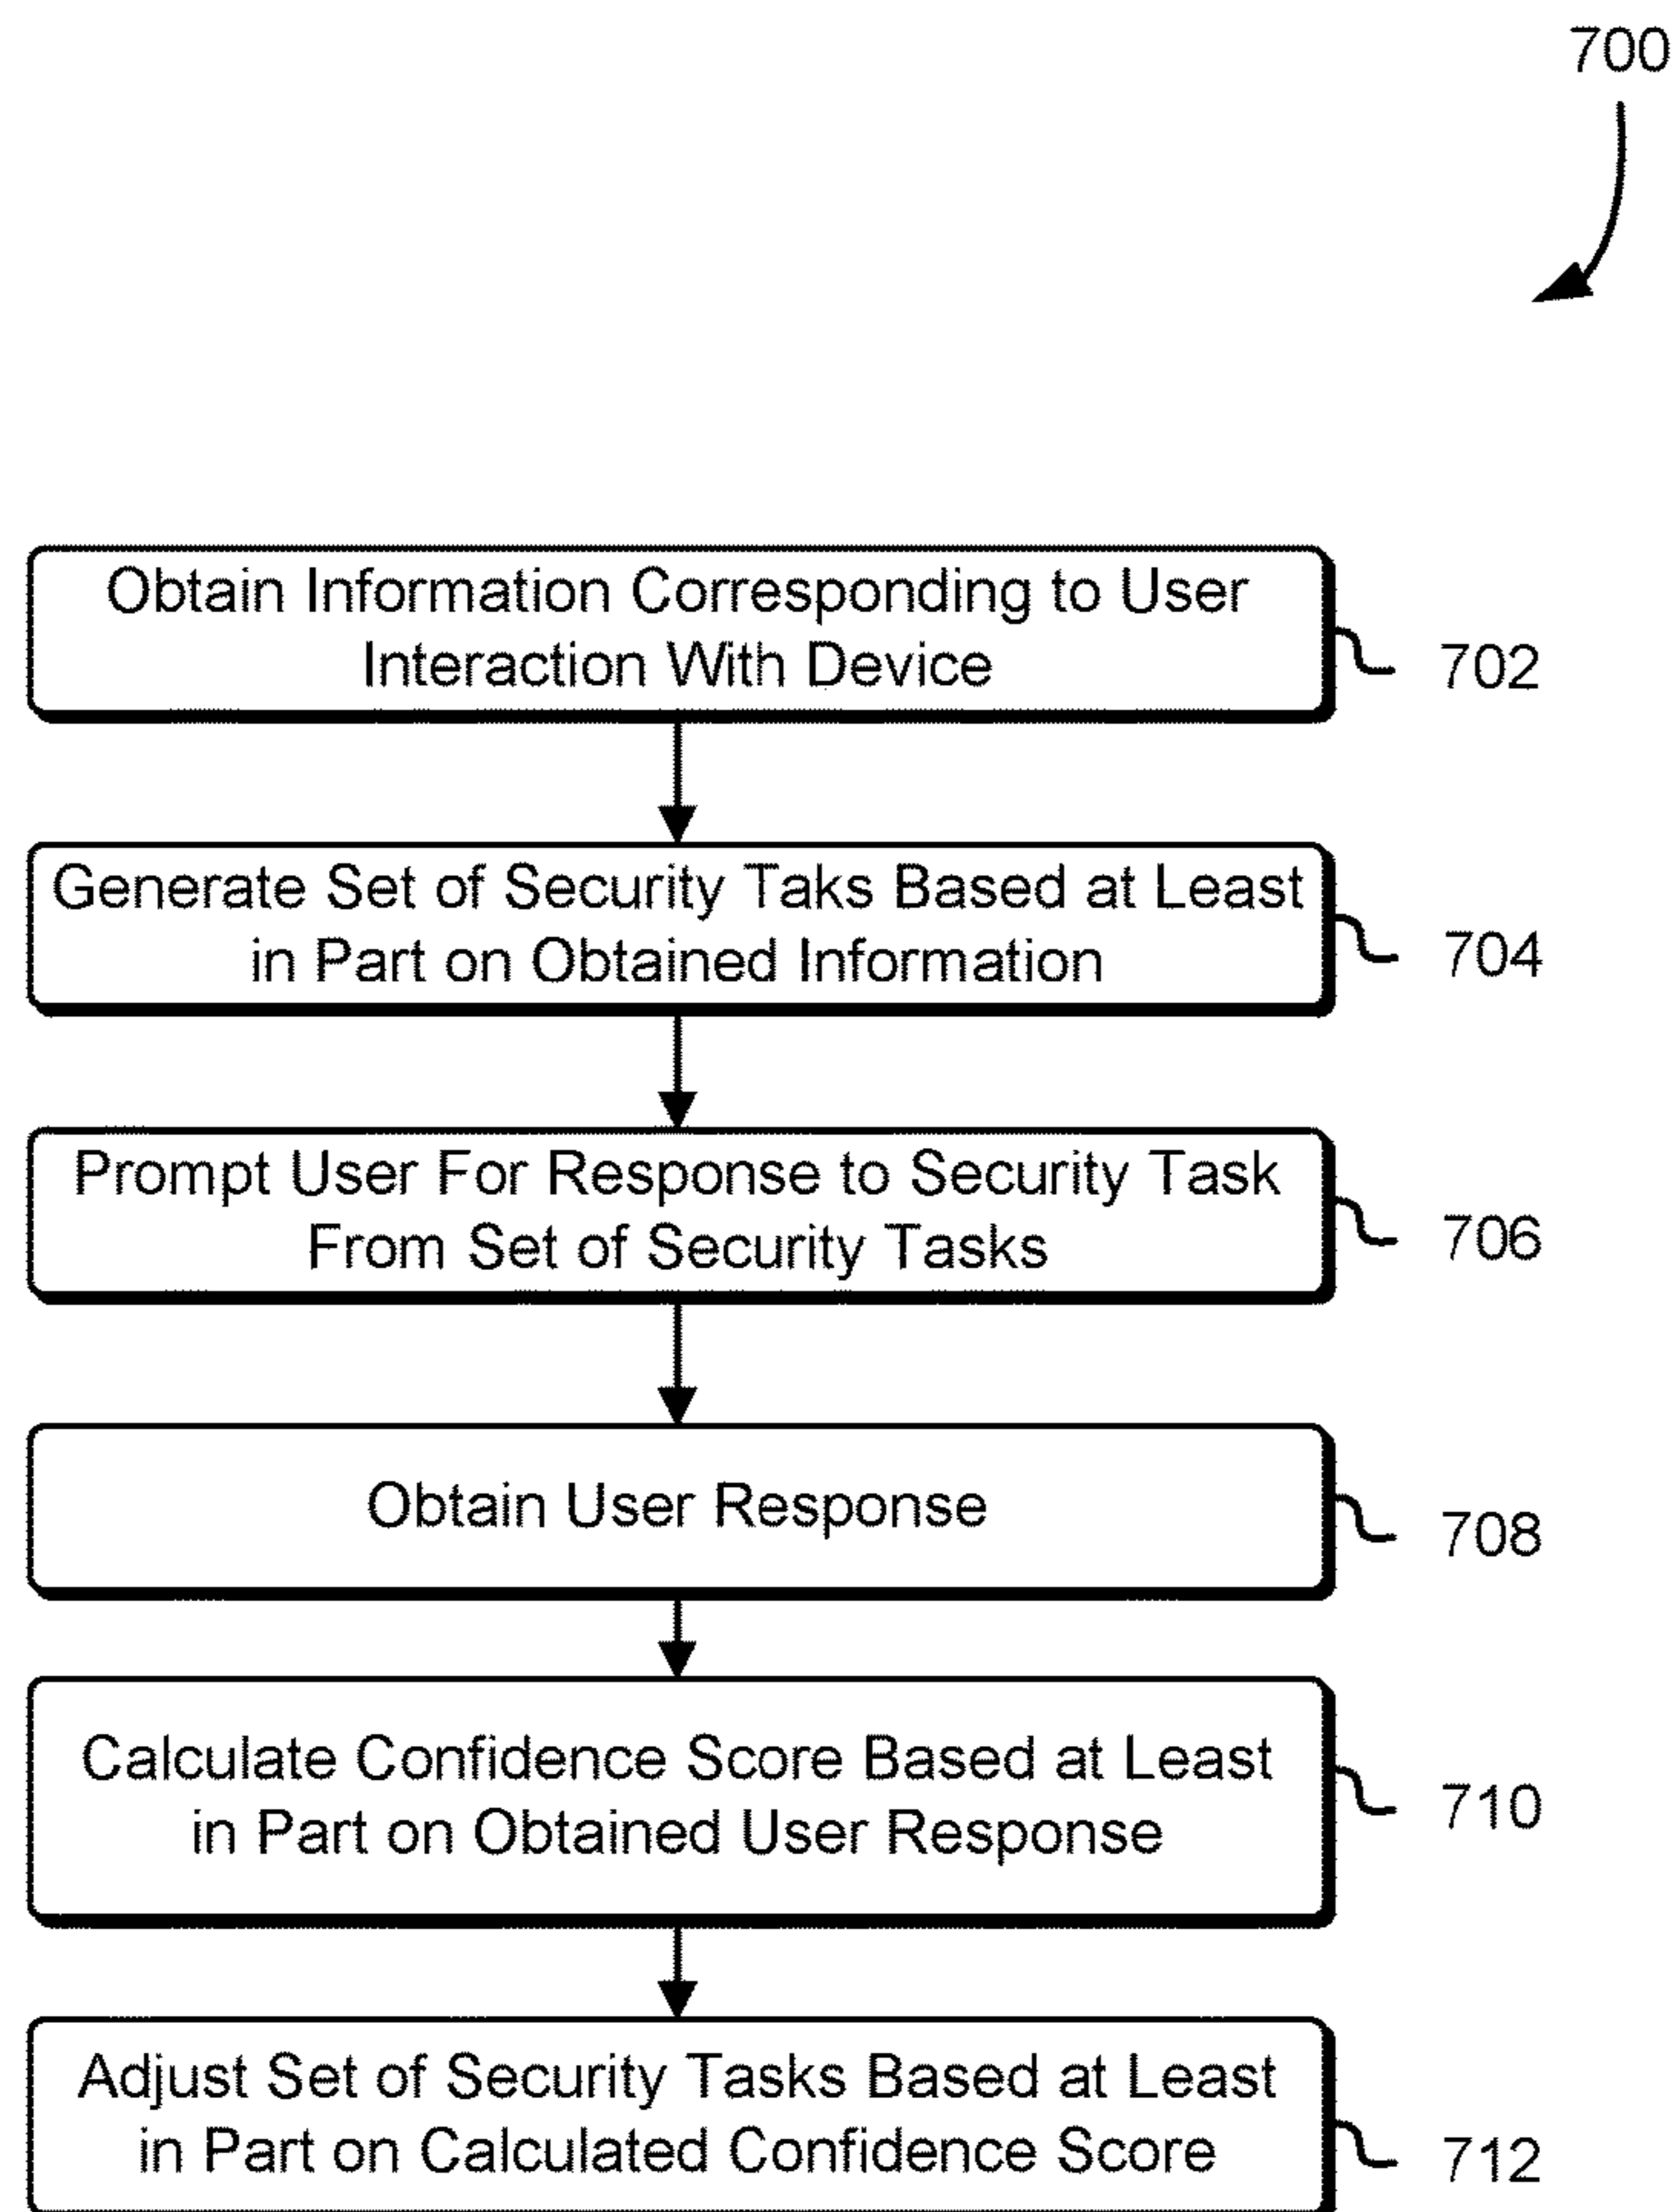 700
Obtain Information Corresponding to User
Interaction With Device
702
Generate Set of Security Taks Based at Least
in Part on Obtained Information
704
Prompt User For Response to Security Task
From Set of Security Tasks
706
Obtain User Response
708
Calculate Confidence Score Based at Least
in Part on Obtained User Response
710
Adjust Set of Security Tasks Based at Least
in Part on Calculated Confidence Score
712